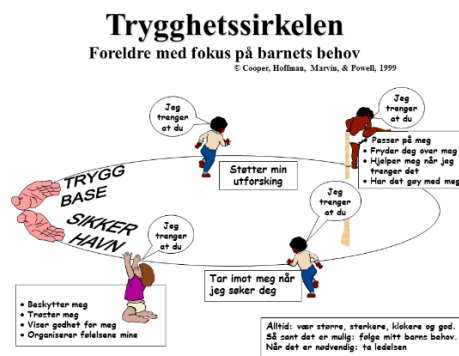 Trygghetssirkelen
Foreldre med fokus på barnets behov
© Cooper, Hoffman, Marvin, & Powell, 1999
Jeg
trenger
at du
Støtter min
utforsking
Jeg
trenger
at du
• Passer på meg
• Fryder deg over meg
• Hjelper meg når jeg
trenger det
• Har det gøy med meg
TRYGG
BASE
SIKKER
HAVN
Jeg
trenger
at du
Tar imot meg når
jeg søker deg
Jeg
trenger
at du
• Beskytter meg
• Trøster meg
• Viser godhet for meg
• Organiserer følelsene mine
Alltid: vær større, sterkere, klokere og god.
Så sant det er mulig: følge mitt barns behov.
Når det er nødvendig: ta ledelsen